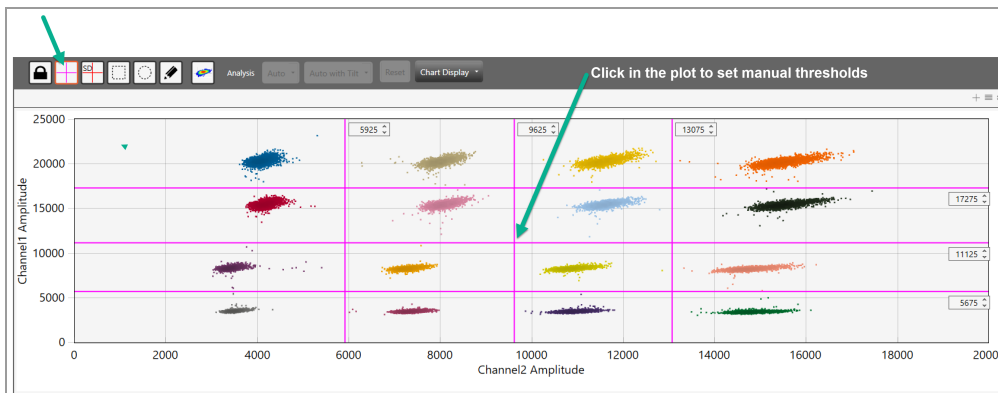 SD
Analysis
Auto
Auto with Tilt
Reset
Chart Display
Click in the plot to set manual thresholds
25000
20000
15000
10000
5000
0
Channel1 Amplitude
5925
9625
13075
17275
11125
5675
0
2000
4000
6000
8000
10000
12000
14000
16000
18000
2000
Channel2 Amplitude